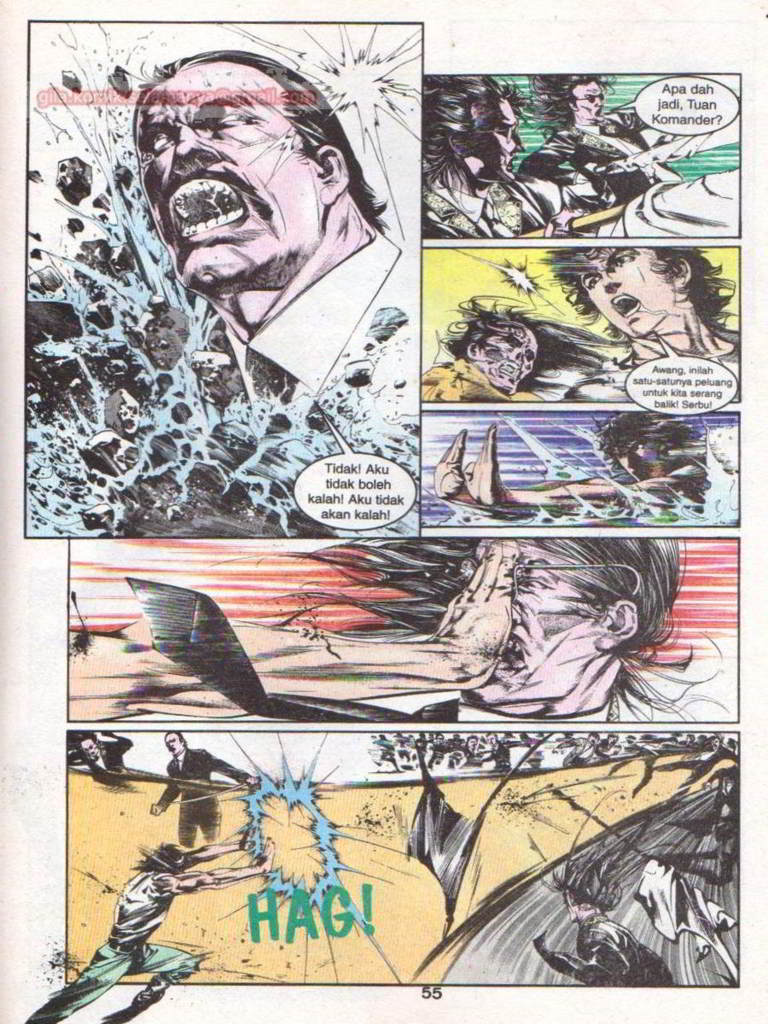 Tidak! Aku
tidak boleh
kalah! Aku tidak
akan kalah!
Apa dah
jadi, Tuan
Komander?
Awang, inilah
satu-satunya peluang
untuk kita serang
balik! Serbu!
HAG!
55